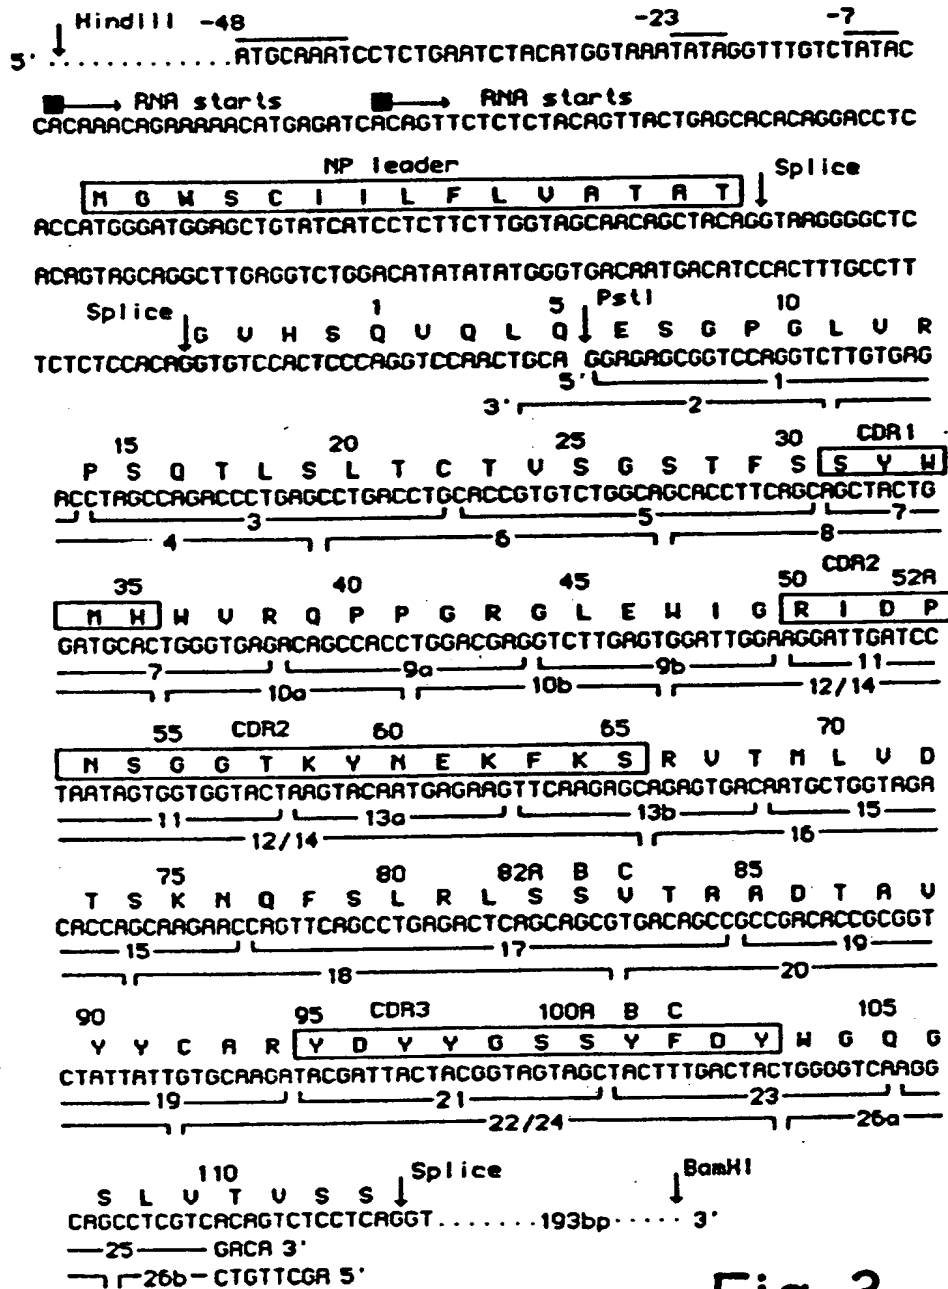 HindIII -48 -23 -7
5' .............ATGCAAATCCTCTGAATCTACATGGTAAATATAGGTTTGTCTATAC
RNA starts RNA starts
CACAAACAGAAAAACATGAGATCACAGTTCTCTCTACAGTTACTGAGCACACAGGACCTC
NP leader Splice
M G W S C I I L F L V A T A T
ACCATGGGATGGAGCTGTATCATCCTCTTCTTGGTAGCAACAGCTACAGGTAAGGGGCTC
ACAGTAGCAGGCTTGAGGTCTGGACATATATATGGGTGACAATGACATCCACTTTGCCTT
Splice 1 5 PstI 10
G V H S Q V Q L Q E S G P G L V R
TCTCTCCACAGGTGTCCACTCCCAGGTCCAACTGCA GGAGAGCGGTCCAGGTCTTGTGAG
5' 1
3' 2
15 20 25 30 CDR1
P S Q T L S L T C T V S G S T F S S Y W
ACCTAGCCAGACCCTGAGCCTGACCTGCACCGTGTCTGGCAGCACCTTCAGCAGCTACTG
3 5 7
4 6 8
35 40 45 50 CDR2 52A
M H W V R Q P P G R G L E W I G R I D P
GATGCACTGGGTGAGACAGCCACCTGGACGAGGTCTTGAGTGGATTGGAAGGATTGATCC
7 9a 9b 11
10a 10b 12/14
55 CDR2 60 65 70
N S G G T K Y N E K F K S R V T M L V D
TAATAGTGGTGGTACTAAGTACAATGAGAAGTTCAAGAGCAGAGTGACAATGCTGGTAGA
11 13a 13b 15
12/14 16
75 80 82A B C 85
T S K N Q F S L R L S S V T A A D T A V
CACCAGCAAGAACCAGTTCAGCCTGAGACTCAGCAGCGTGACAGCCGCCGACACCGCGGT
15 17 19
18 20
90 95 CDR3 100A B C 105
Y Y C A R Y D Y Y G S S Y F D Y W G Q G
CTATTATTGTGCAAGATACGATTACTACGGTAGTAGCTACTTTGACTACTGGGGTCAAGG
19 21 23
22/24 26a
110 Splice BamHI
S L V T V S S
CAGCCTCGTCACAGTCTCCTCAGGT.......193bp..... 3'
25 GACA 3'
26b CTGTTCGA 5'